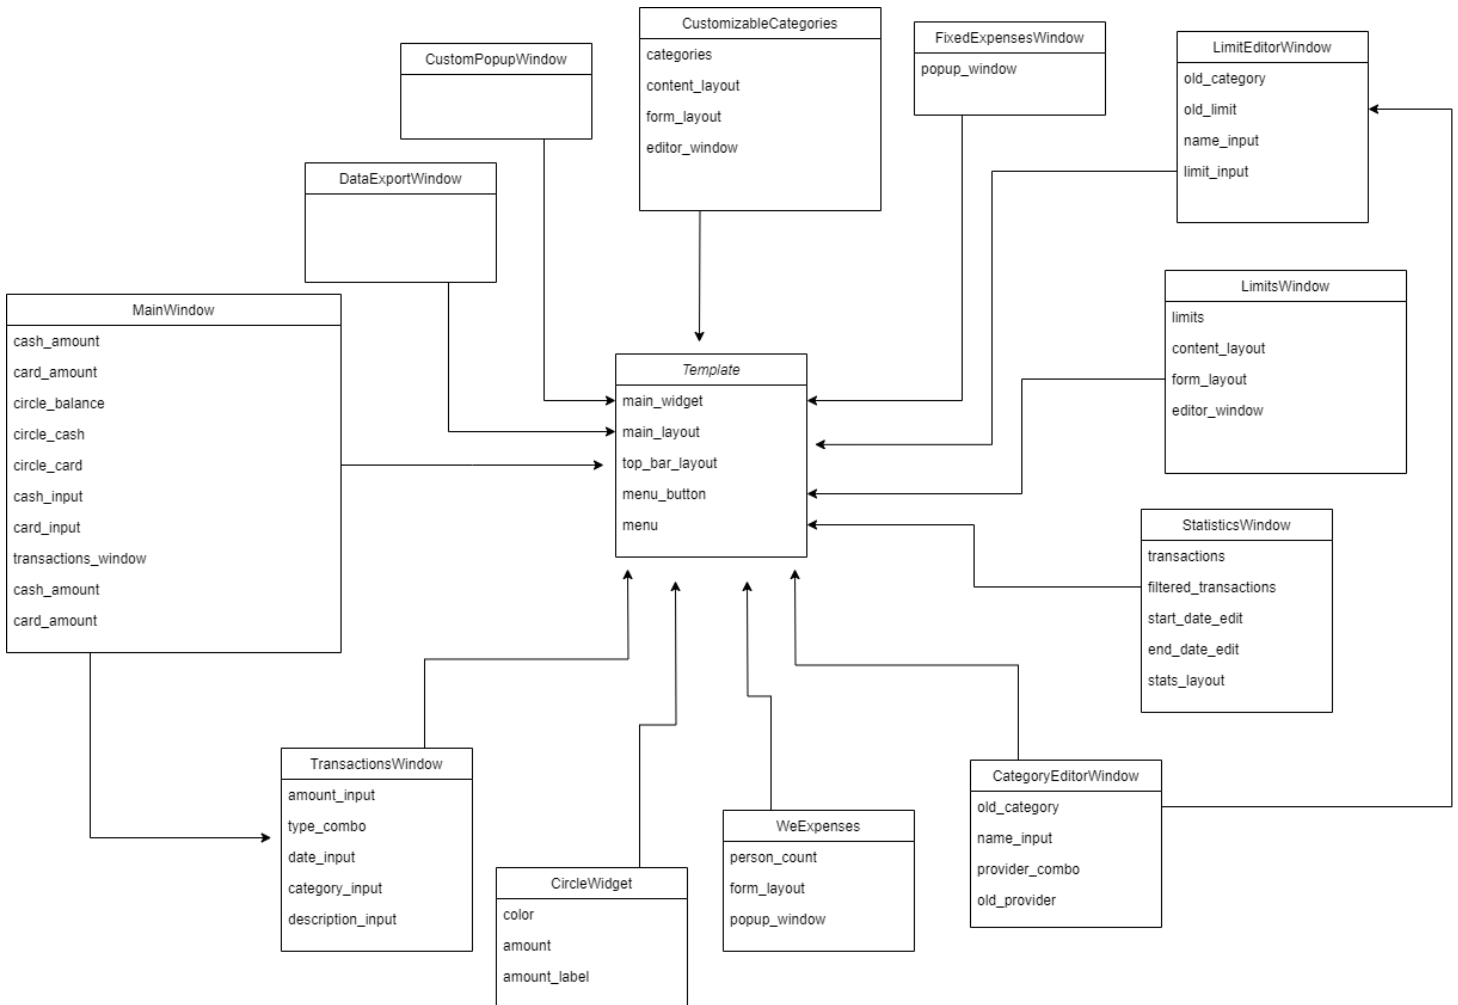 CustomizableCategories
categories
content_layout
form_layout
editor_window
FixedExpensesWindow
popup_window
LimitEditorWindow
old_category
old_limit
name_input
limit_input
CustomPopupWindow
DataExportWindow
MainWindow
cash_amount
card_amount
circle_balance
circle_cash
circle_card
cash_input
card_input
transactions_window
cash_amount
card_amount
Template
main_widget
main_layout
top_bar_layout
menu_button
menu
LimitsWindow
limits
content_layout
form_layout
editor_window
StatisticsWindow
transactions
filtered_transactions
start_date_edit
end_date_edit
stats_layout
TransactionsWindow
amount_input
type_combo
date_input
category_input
description_input
CircleWidget
color
amount
amount_label
WeExpenses
person_count
form_layout
popup_window
CategoryEditorWindow
old_category
name_input
provider_combo
old_provider